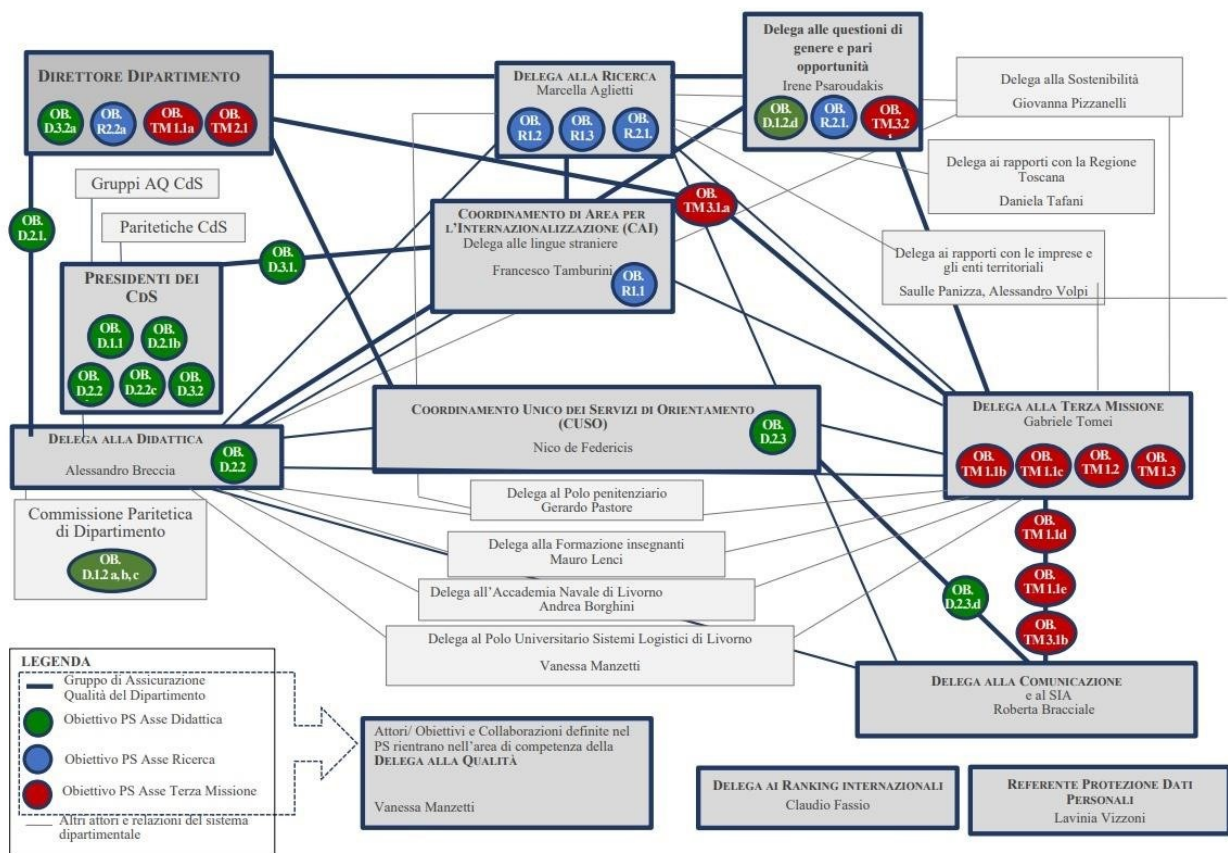 DIRETTORE DIPARTIMENTO
OB.
D.3.2a
OB.
R2.2a
OB.
TM 1.1a
OB.
TM 2.1
DELEGA ALLA RICERCA
Marcella Aglietti
OB.
R1.2
OB.
R1.3
OB.
R.2.1.
Delega alle questioni di
genere e pari
opportunità
Irene Psaroudakis
OB.
D.1.2.d
OB.
R.2.1.
OB.
TM.3.2
Delega alla Sostenibilità
Giovanna Pizzanelli
Delega ai rapporti con la Regione
Toscana
Daniela Tafani
Delega ai rapporti con le imprese e
gli enti territoriali
Saulle Panizza, Alessandro Volpi
Gruppi AQ CdS
Paritetiche CdS
OB.
D.2.1.
OB.
D.3.1.
OB.
TM 3.1.a
COORDINAMENTO DI AREA PER
L'INTERNAZIONALIZZAZIONE (CAI)
Delega alle lingue straniere
Francesco Tamburini
OB.
R1.1
PRESIDENTI DEI
CDS
OB.
D.1.1
OB.
D.2.1b
OB.
D.2.2
OB.
D.2.2c
OB.
D.3.2
DELEGA ALLA DIDATTICA
Alessandro Breccia
OB.
D.2.2
COORDINAMENTO UNICO DEI SERVIZI DI ORIENTAMENTO
(CUSO)
Nico de Federicis
OB.
D.2.3
DELEGA ALLA TERZA MISSIONE
Gabriele Tomei
OB.
TM 1.1b
OB.
TM 1.1c
OB.
TM 1.2
OB.
TM 1.3
Commissione Paritetica
di Dipartimento
OB.
D.1.2 a, b, c
Delega al Polo penitenziario
Gerardo Pastore
Delega alla Formazione insegnanti
Mauro Lenci
Delega all'Accademia Navale di Livorno
Andrea Borghini
Delega al Polo Universitario Sistemi Logistici di Livorno
Vanessa Manzetti
OB.
TM 1.1d
OB.
TM 1.1e
OB.
TM 3.1b
OB.
D.2.3.d
DELEGA ALLA COMUNICAZIONE
e al SIA
Roberta Bracciale
LEGENDA
Gruppo di Assicurazione
Qualità del Dipartimento
Obiettivo PS Asse Didattica
Obiettivo PS Asse Ricerca
Obiettivo PS Asse Terza Missione
Altri attori e relazioni del sistema
dipartimentale
Attori/ Obiettivi e Collaborazioni definite nel
PS rientrano nell'area di competenza della
DELEGA ALLA QUALITÀ
Vanessa Manzetti
DELEGA AI RANKING INTERNAZIONALI
Claudio Fassio
REFERENTE PROTEZIONE DATI
PERSONALI
Lavinia Vizzoni